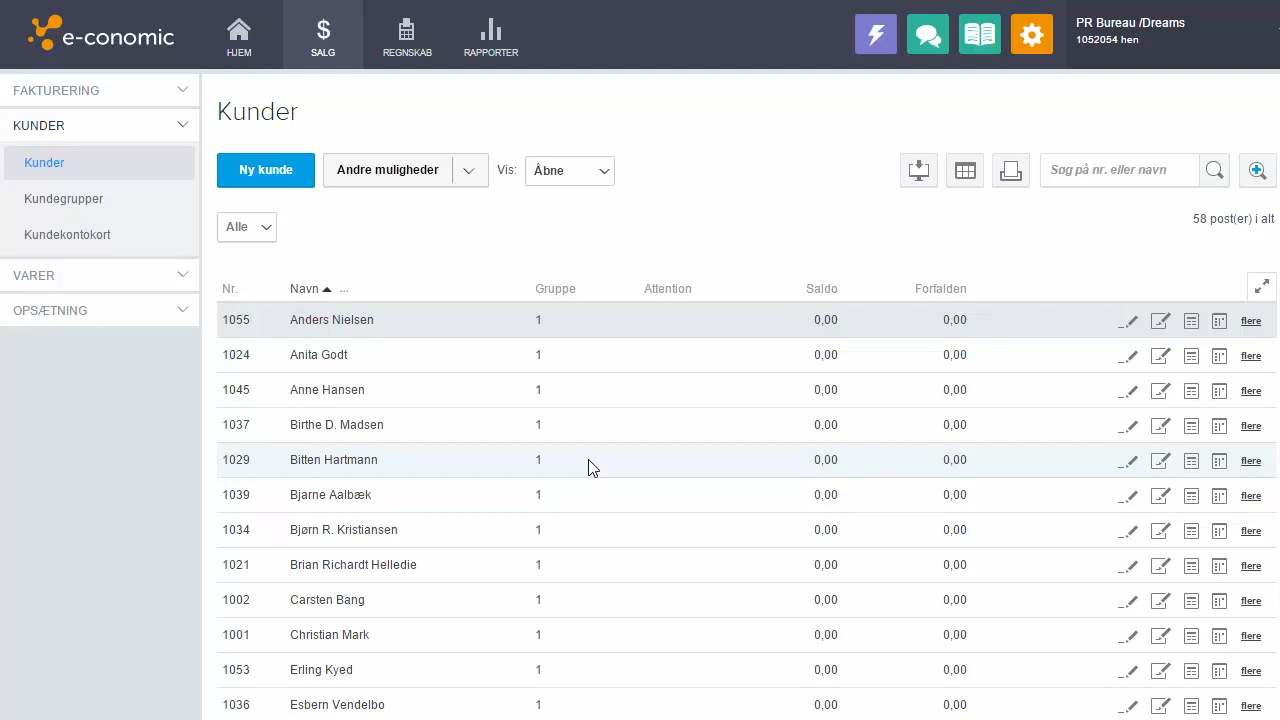 e-conomic
HJEM
SALG
REGNSKAB
RAPPORTER
PR Bureau /Dreams
1052054 hen
FAKTURERING
KUNDER
Kunder
Kundegrupper
Kundekontokort
VARER
OPSÆTNING
Kunder
Ny kunde
Andre muligheder
Vis:
Åbne
Søg på nr. eller navn
Alle
58 post(er) i alt
Nr. Navn ... Gruppe Attention Saldo Forfalden
1055 Anders Nielsen 1 0,00 0,00 flere
1024 Anita Godt 1 0,00 0,00 flere
1045 Anne Hansen 1 0,00 0,00 flere
1037 Birthe D. Madsen 1 0,00 0,00 flere
1029 Bitten Hartmann 1 0,00 0,00 flere
1039 Bjarne Aalbæk 1 0,00 0,00 flere
1034 Bjørn R. Kristiansen 1 0,00 0,00 flere
1021 Brian Richardt Helledie 1 0,00 0,00 flere
1002 Carsten Bang 1 0,00 0,00 flere
1001 Christian Mark 1 0,00 0,00 flere
1053 Erling Kyed 1 0,00 0,00 flere
1036 Esbern Vendelbo 1 0,00 0,00 flere